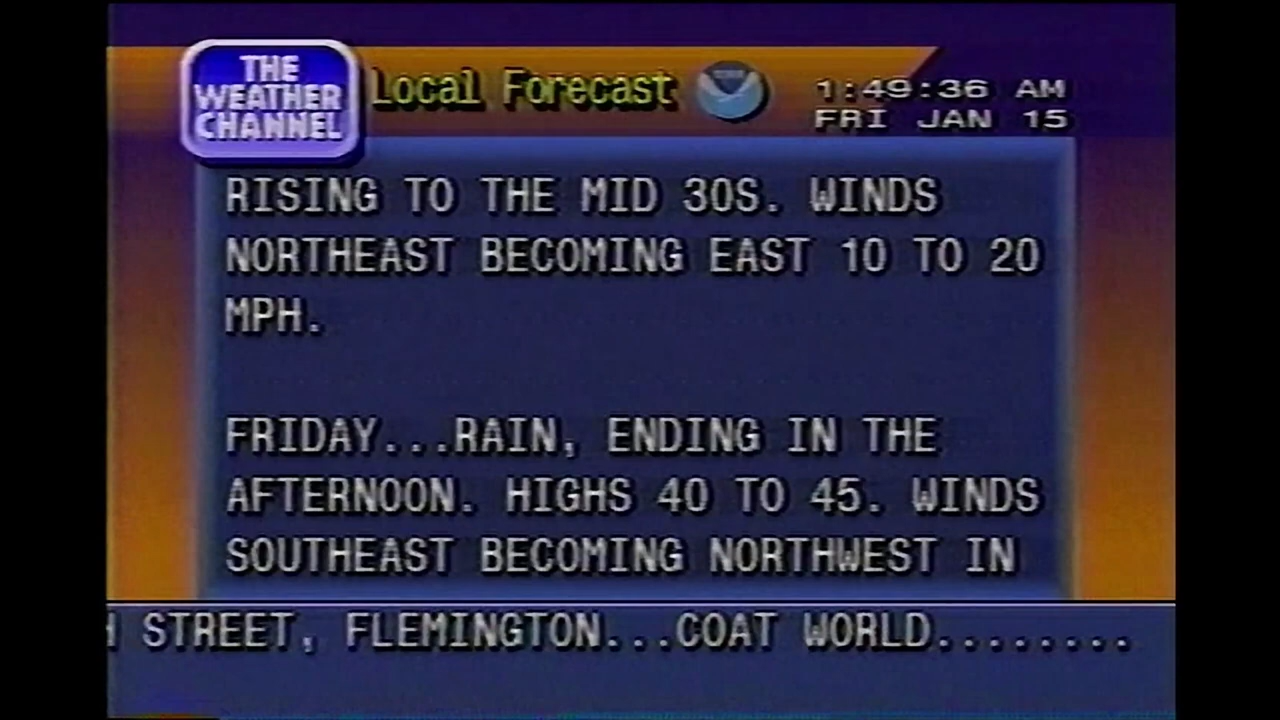 THE
WEATHER
CHANNEL
Local Forecast
1:49:36 AM
FRI JAN 15
RISING TO THE MID 30S. WINDS
NORTHEAST BECOMING EAST 10 TO 20
MPH.
FRIDAY...RAIN, ENDING IN THE
AFTERNOON. HIGHS 40 TO 45. WINDS
SOUTHEAST BECOMING NORTHWEST IN
STREET, FLEMINGTON...COAT WORLD........